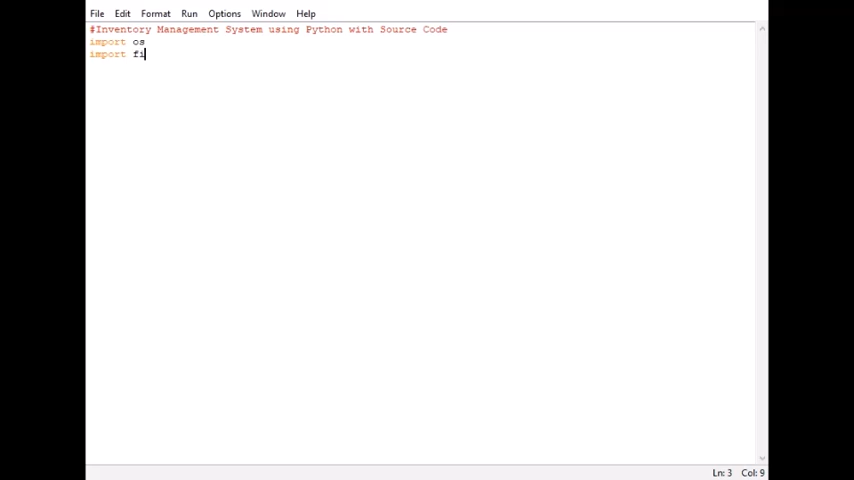 File Edit Format Run Options Window Help
#Inventory Management System using Python with Source Code
import os
import fi
Ln: 3 Col: 9